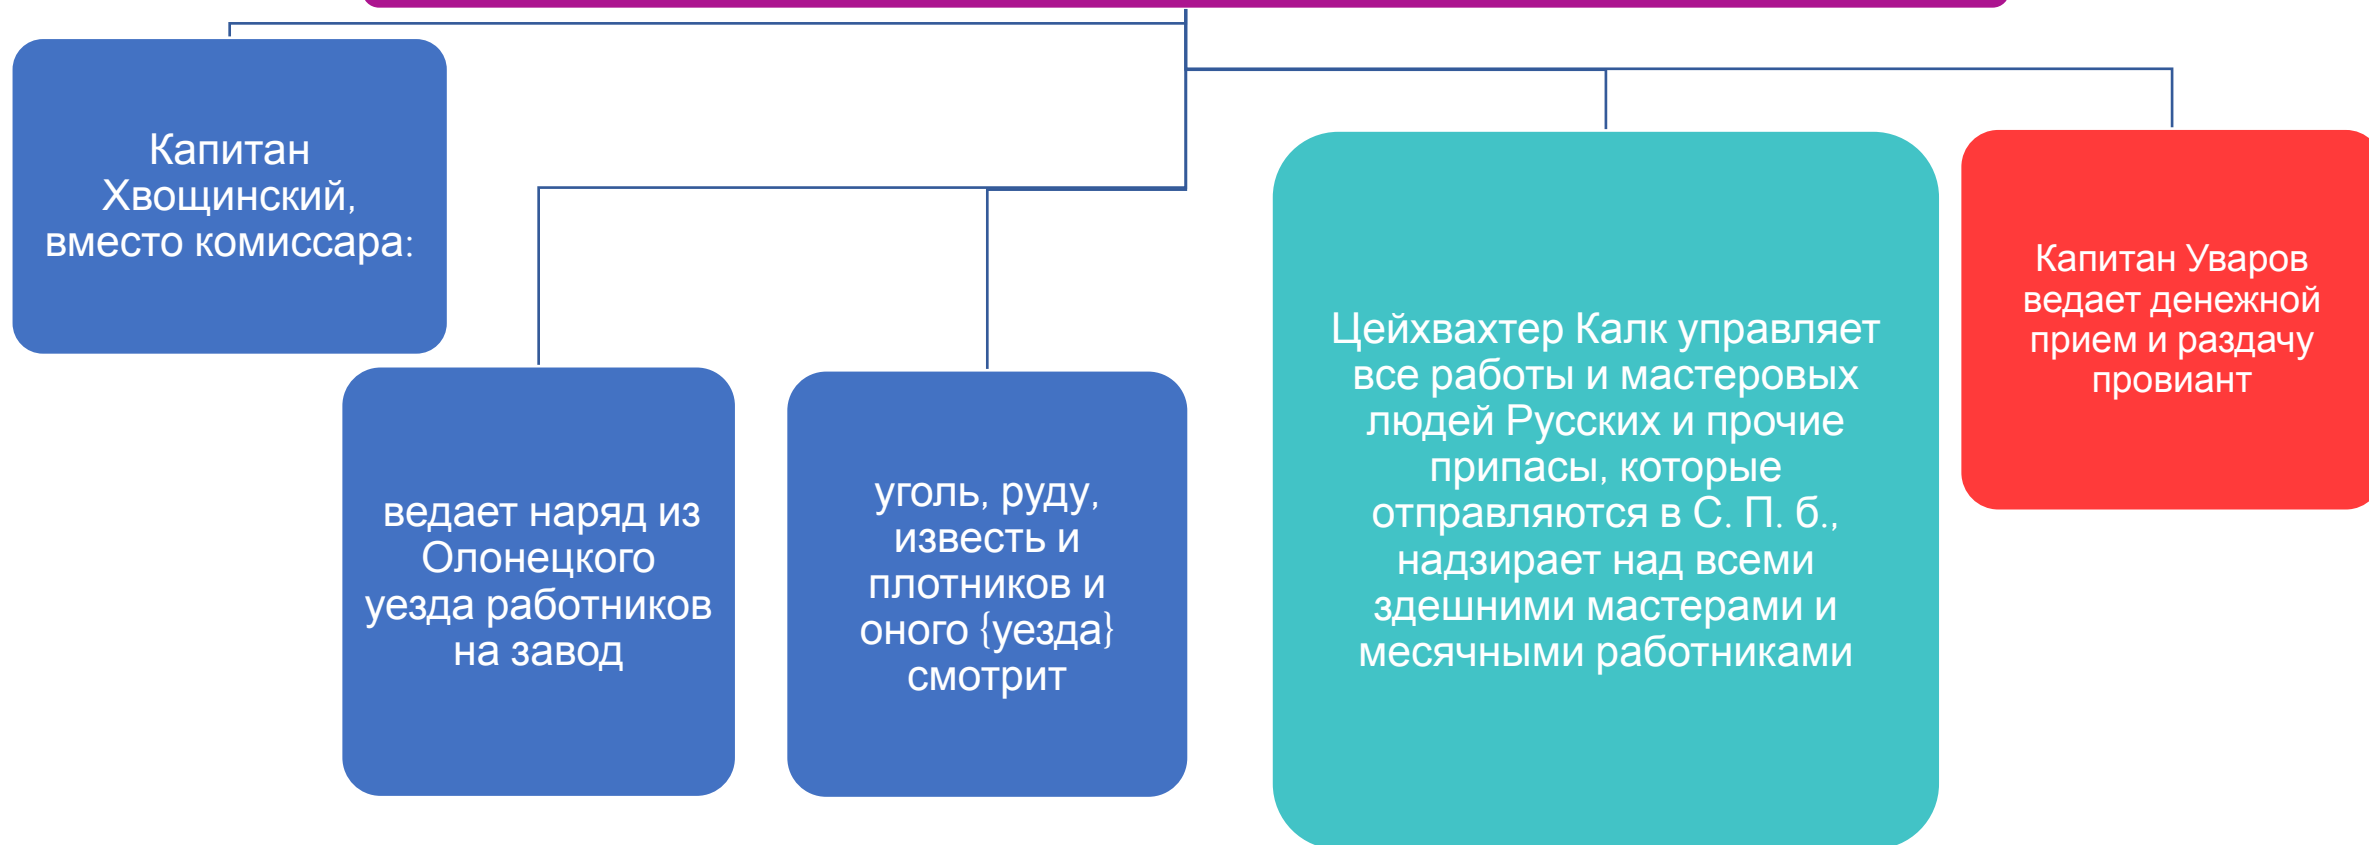 Капитан
Хвощинский,
вместо комиссара:
ведает наряд из
Олонецкого
уезда работников
на завод
уголь, руду,
известь и
плотников и
оного {уезда}
смотрит
Цейхвахтер Калк управляет
все работы и мастеровых
людей Русских и прочие
припасы, которые
отправляются в С. П. б.,
надзирает над всеми
здешними мастерами и
месячными работниками
Капитан Уваров
ведает денежной
прием и раздачу
провиант